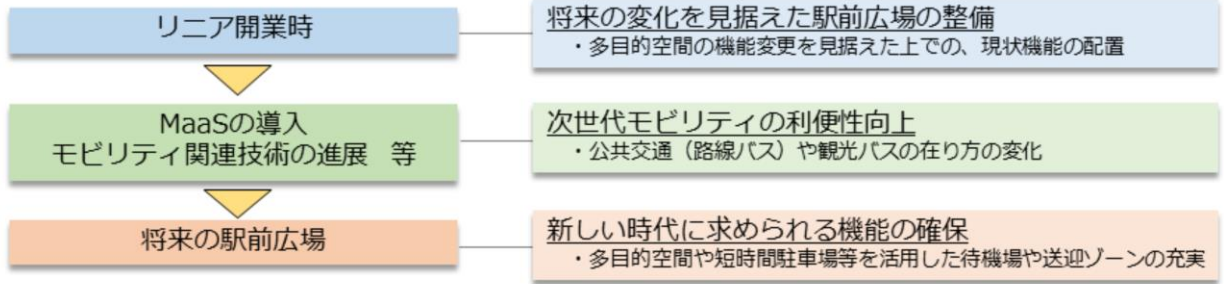 リニア開業時
将来の変化を見据えた駅前広場の整備
・多目的空間の機能変更を見据えた上での、現状機能の配置
MaaSの導入
モビリティ関連技術の進展 等
次世代モビリティの利便性向上
・公共交通（路線バス）や観光バスの在り方の変化
将来の駅前広場
新しい時代に求められる機能の確保
・多目的空間や短時間駐車場等を活用した待機場や送迎ゾーンの充実